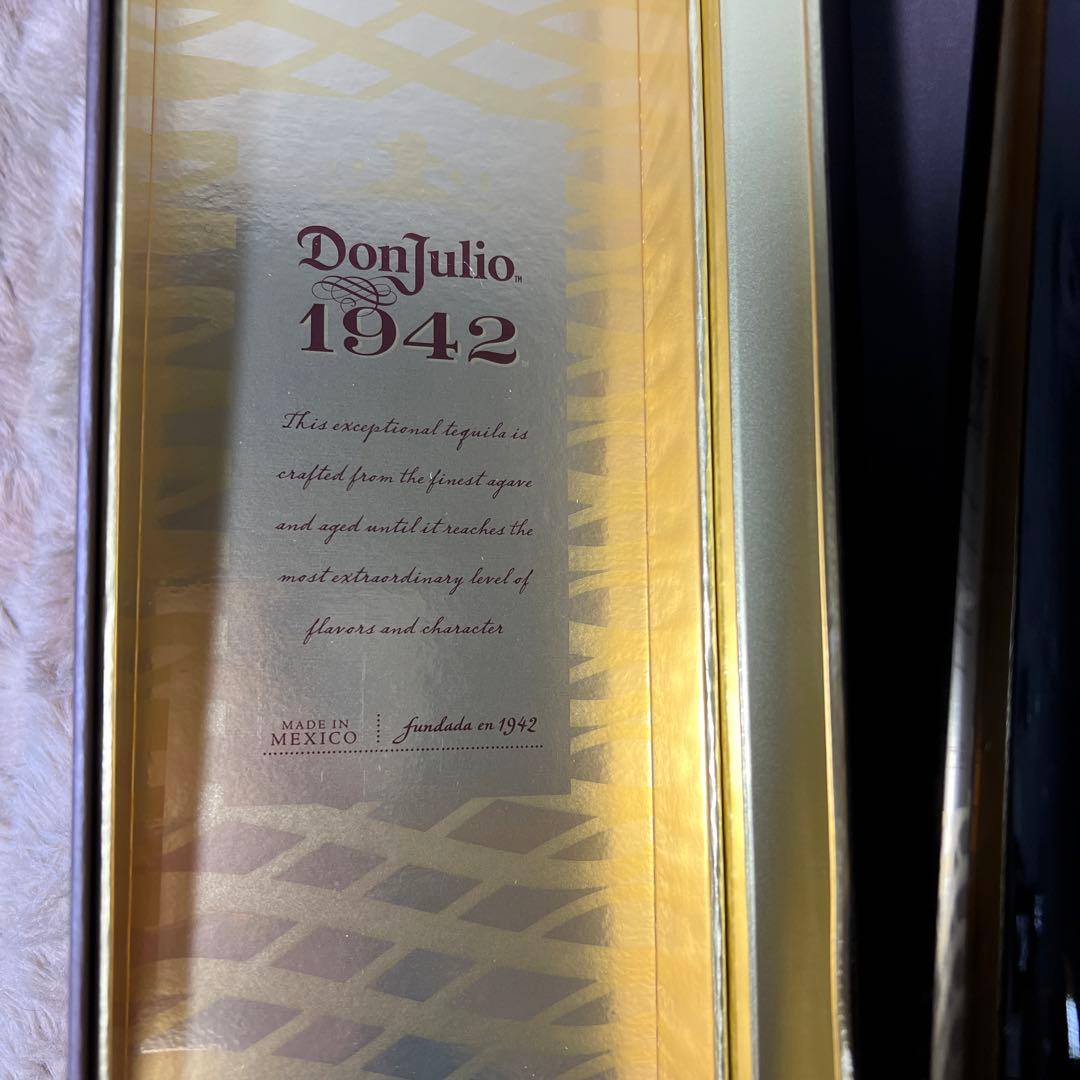 DonJulio™
1942
This exceptional tequila is
crafted from the finest agave
and aged until it reaches the
most extraordinary level of
flavors and character
MADE IN
MEXICO
fundada en 1942